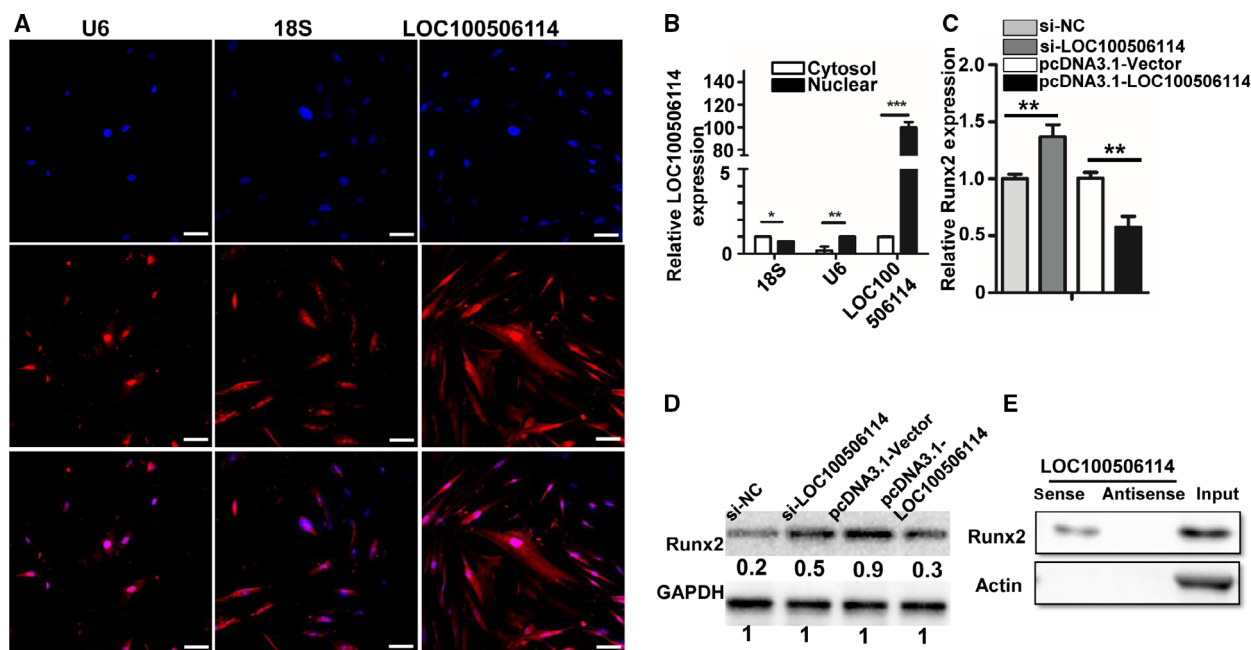 A
U6
18S
LOC100506114
B
Relative LOC100506114
expression
140
120
100
80
5
0
Cytosol
Nuclear
*
**
***
18S
U6
LOC100
506114
C
si-NC
si-LOC100506114
pcDNA3.1-Vector
pcDNA3.1-LOC100506114
Relative Runx2 expression
2.0
1.5
1.0
0.5
0
**
**
D
si-NC
si-LOC100506114
pcDNA3.1-Vector
pcDNA3.1-
LOC100506114
Runx2
0.2 0.5 0.9 0.3
GAPDH
1 1 1 1
E
LOC100506114
Sense Antisense Input
Runx2
Actin